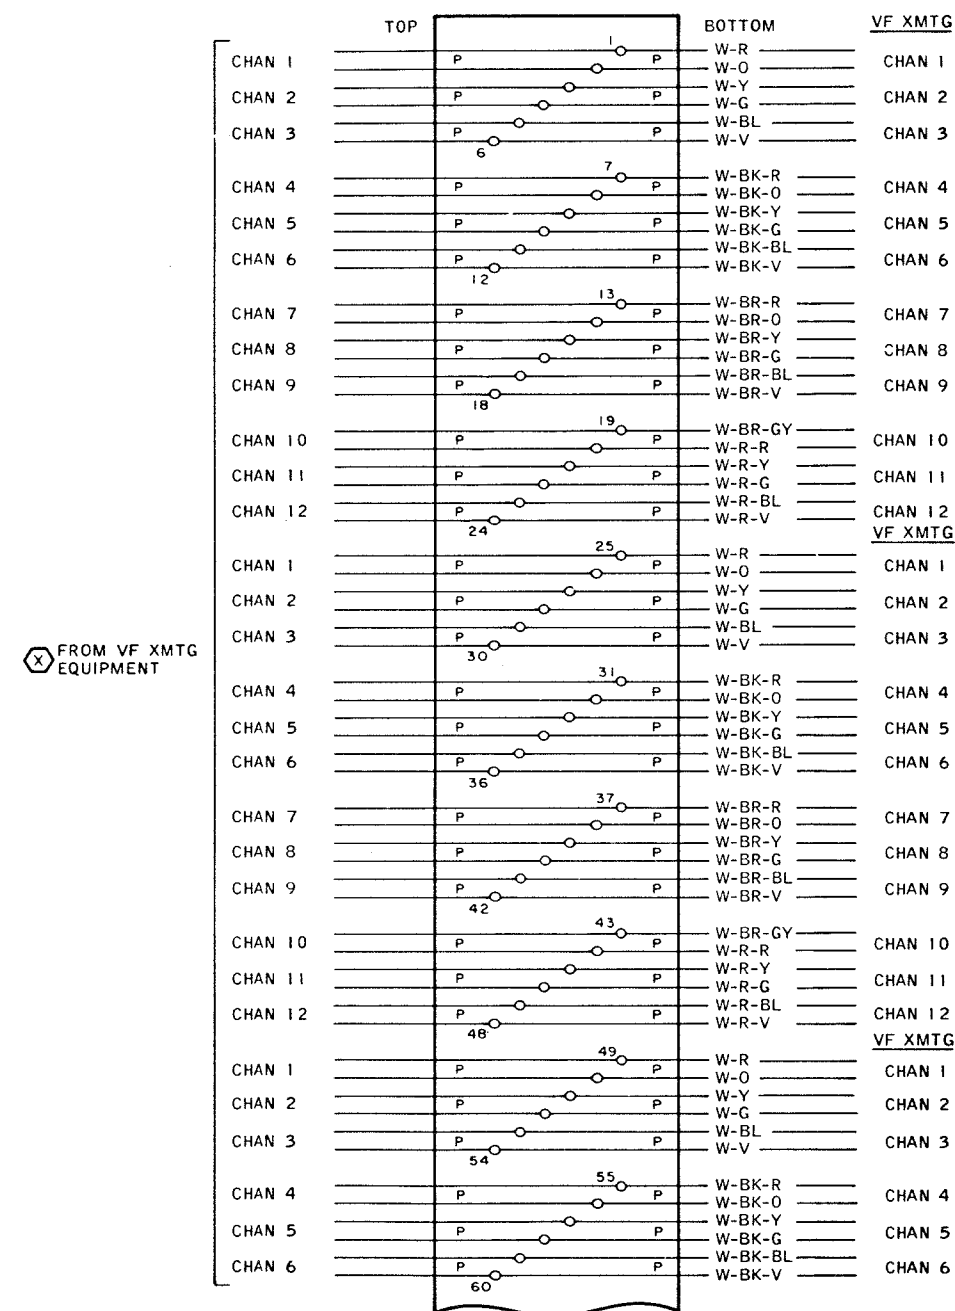 TOP BOTTOM VF XMTG
1 W-R
CHAN 1 P P CHAN 1
W-O
W-Y
CHAN 2 P P CHAN 2
W-G
W-BL
CHAN 3 P P CHAN 3
W-V
6
7 W-BK-R
CHAN 4 P P CHAN 4
W-BK-O
W-BK-Y
CHAN 5 P P CHAN 5
W-BK-G
W-BK-BL
CHAN 6 P P CHAN 6
W-BK-V
12
13 W-BR-R
CHAN 7 P P CHAN 7
W-BR-O
W-BR-Y
CHAN 8 P P CHAN 8
W-BR-G
W-BR-BL
CHAN 9 P P CHAN 9
W-BR-V
18
19 W-BR-GY
CHAN 10 P P CHAN 10
W-R-R
W-R-Y
CHAN 11 P P CHAN 11
W-R-G
W-R-BL
CHAN 12 P P CHAN 12
W-R-V
24 VF XMTG
25 W-R
CHAN 1 P P CHAN 1
W-O
W-Y
CHAN 2 P P CHAN 2
W-G
W-BL
CHAN 3 P P CHAN 3
W-V
30
X FROM VF XMTG
EQUIPMENT
31 W-BK-R
CHAN 4 P P CHAN 4
W-BK-O
W-BK-Y
CHAN 5 P P CHAN 5
W-BK-G
W-BK-BL
CHAN 6 P P CHAN 6
W-BK-V
36
37 W-BR-R
CHAN 7 P P CHAN 7
W-BR-O
W-BR-Y
CHAN 8 P P CHAN 8
W-BR-G
W-BR-BL
CHAN 9 P P CHAN 9
W-BR-V
42
43 W-BR-GY
CHAN 10 P P CHAN 10
W-R-R
W-R-Y
CHAN 11 P P CHAN 11
W-R-G
W-R-BL
CHAN 12 P P CHAN 12
W-R-V
48 VF XMTG
49 W-R
CHAN 1 P P CHAN 1
W-O
W-Y
CHAN 2 P P CHAN 2
W-G
W-BL
CHAN 3 P P CHAN 3
W-V
54
55 W-BK-R
CHAN 4 P P CHAN 4
W-BK-O
W-BK-Y
CHAN 5 P P CHAN 5
W-BK-G
W-BK-BL
CHAN 6 P P CHAN 6
W-BK-V
60